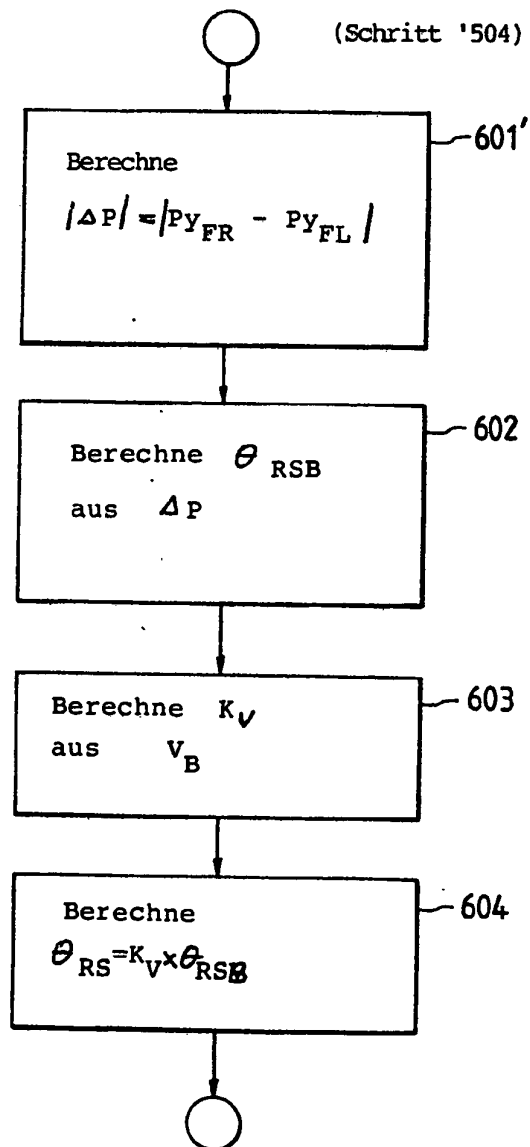 (Schritt '504)
601'
Berechne
|ΔP| = |Py_FR - Py_FL|
602
Berechne θ_RSB
aus ΔP
603
Berechne K_V
aus V_B
604
Berechne
θ_RS=K_V×θ_RSB